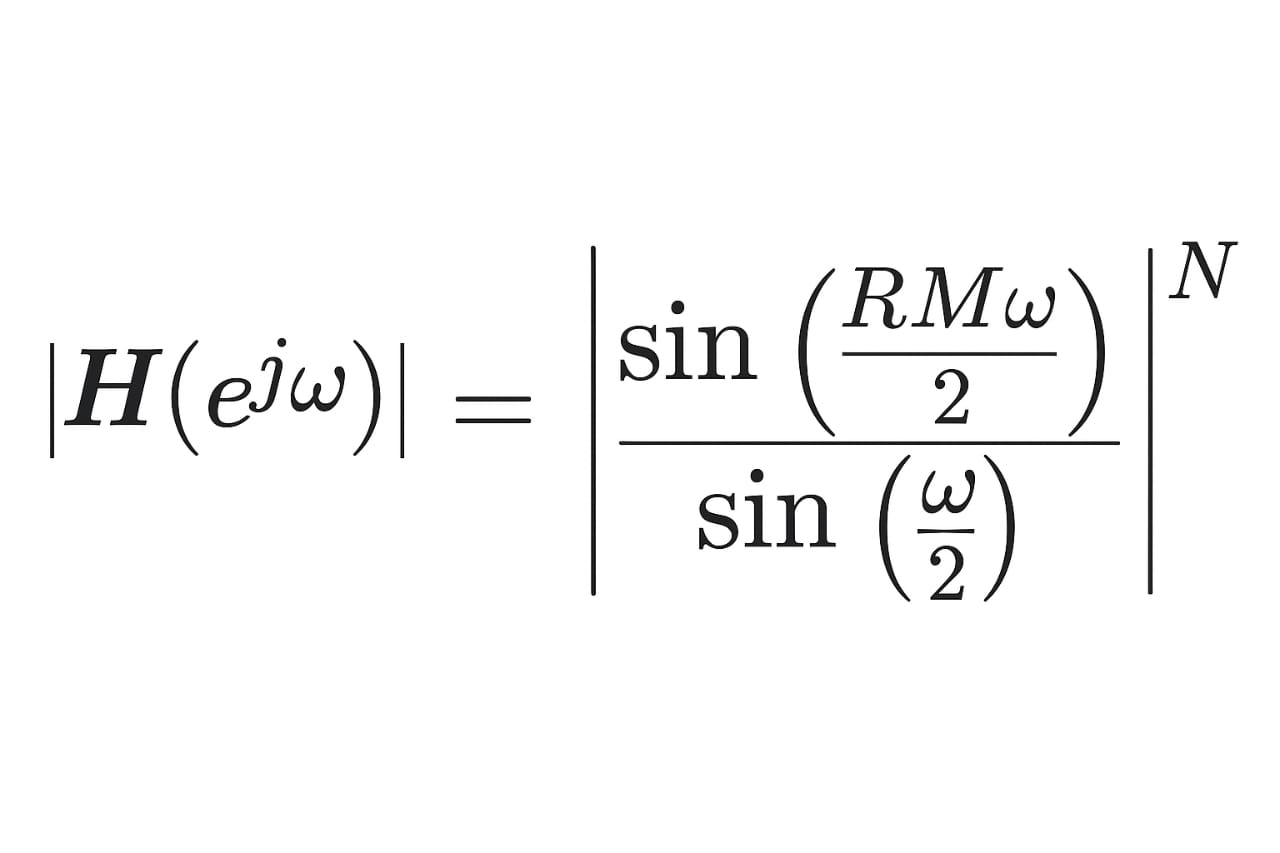 |H(e^{jω})| = |sin(RMω/2) / sin(ω/2)|^N